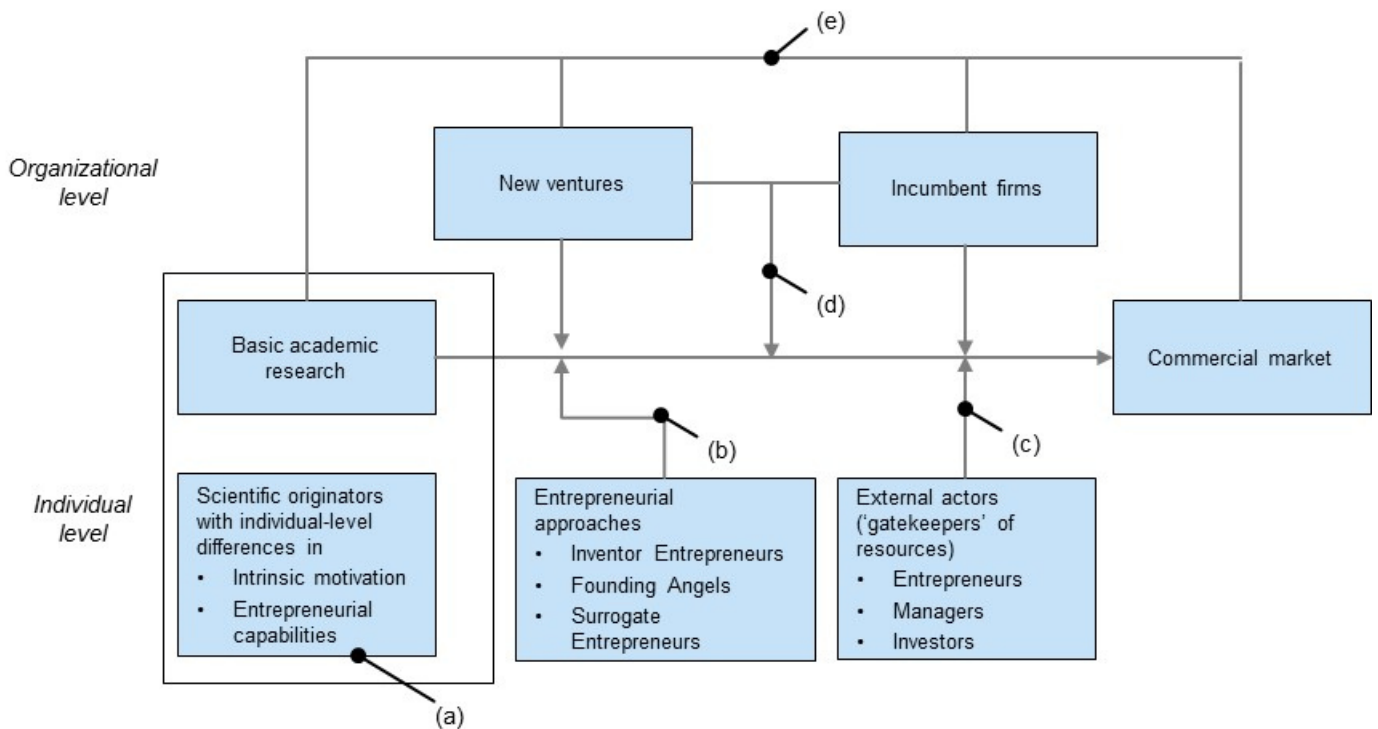 (e)
Organizational
level
New ventures
Incumbent firms
(d)
Basic academic
research
Commercial market
(b)
(c)
Individual
level
Scientific originators
with individual-level
differences in
• Intrinsic motivation
• Entrepreneurial
capabilities
Entrepreneurial
approaches
• Inventor Entrepreneurs
• Founding Angels
• Surrogate
Entrepreneurs
External actors
(‘gatekeepers’ of
resources)
• Entrepreneurs
• Managers
• Investors
(a)